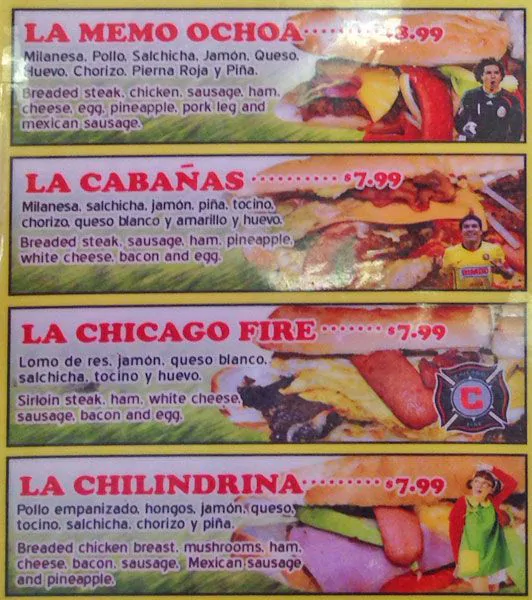 LA MEMO OCHOA ········ $8.99
Milanesa, Pollo, Salchicha, Jamón, Queso,
Huevo, Chorizo, Pierna Roja y Piña.
Breaded steak, chicken, sausage, ham,
cheese, egg, pineapple, pork leg and
mexican sausage.
LA CABAÑAS ·········· $7.99
Milanesa, salchicha, jamón, piña, tocino,
chorizo, queso blanco y amarillo y huevo.
Breaded steak, sausage, ham, pineapple,
white cheese, bacon and egg.
BIMBO
LA CHICAGO FIRE ······· $7.99
Lomo de res, jamón, queso blanco,
salchicha, tocino y huevo.
Sirloin steak, ham, white cheese,
sausage, bacon and egg.
C
LA CHILINDRINA ········· $7.99
Pollo empanizado, hongos, jamón, queso,
tocino, salchicha, chorizo y piña.
Breaded chicken breast, mushrooms, ham,
cheese, bacon, sausage, Mexican sausage
and pineapple.